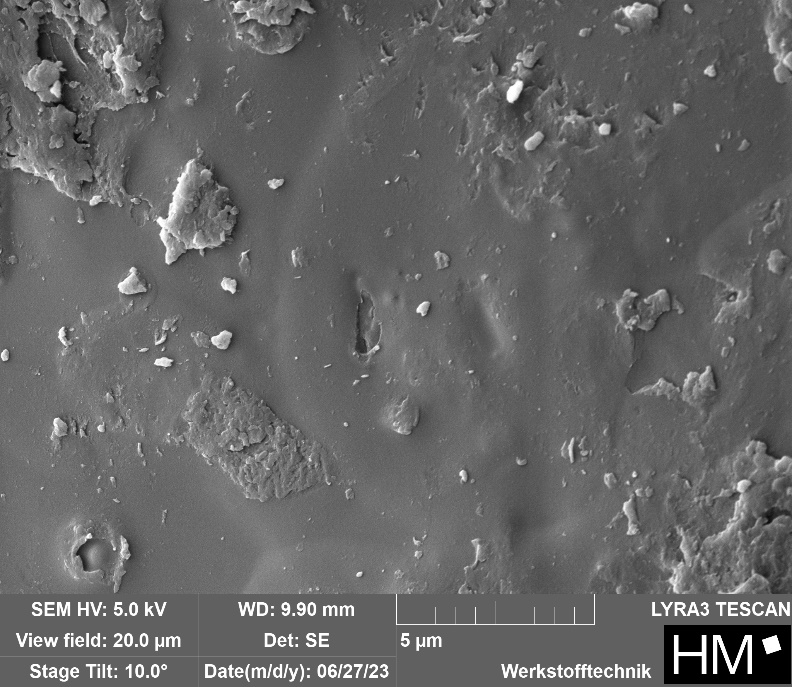 SEM HV: 5.0 kV
WD: 9.90 mm
LYRA3 TESCAN
View field: 20.0 µm
Det: SE
5 µm
Stage Tilt: 10.0°
Date(m/d/y): 06/27/23
Werkstofftechnik
HM